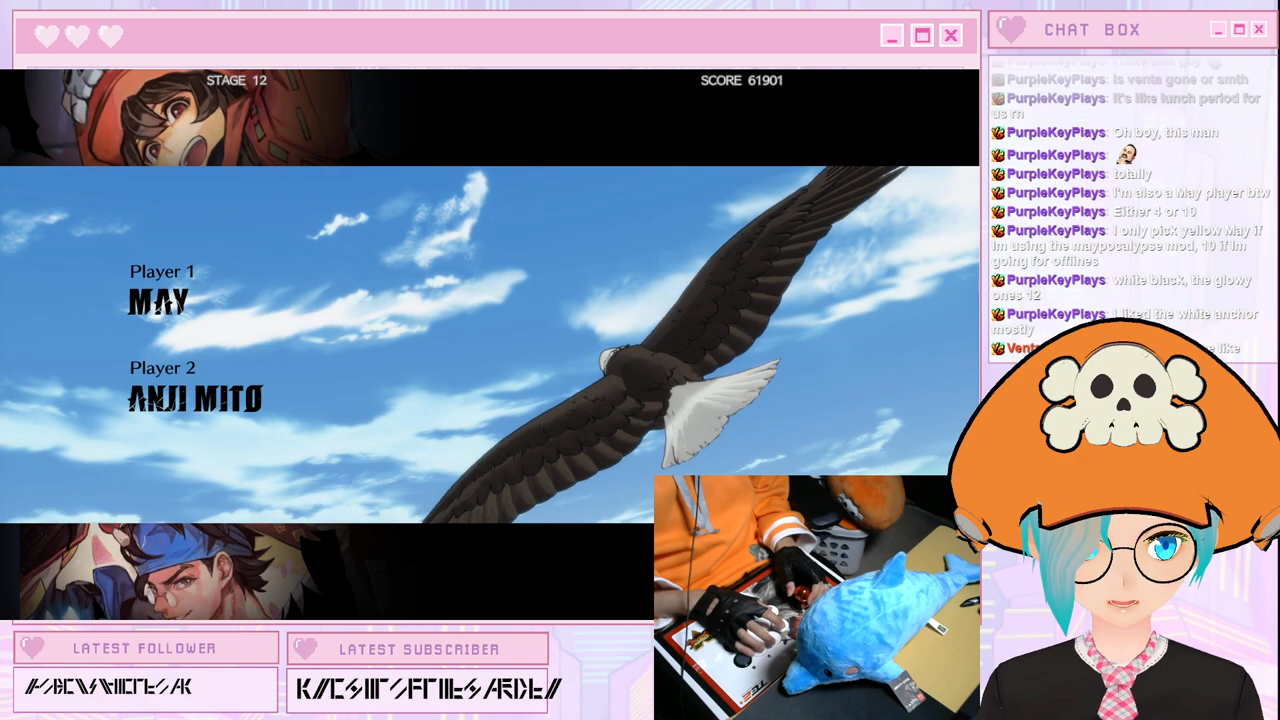 STAGE 12
SCORE 61901
Player 1
MAY
Player 2
ANJI MITO
CHAT BOX
PurpleKeyPlays: Is venta gone or smth
PurpleKeyPlays: It's like lunch period for
us rn
PurpleKeyPlays: Oh boy, this man
PurpleKeyPlays:
PurpleKeyPlays: totally
PurpleKeyPlays: I'm also a May player btw
PurpleKeyPlays: Either 4 or 10
PurpleKeyPlays: I only pick yellow May if
Im using the maypocalypse mod, 10 if Im
going for offlines
PurpleKeyPlays: white black, the glowy
ones 12
PurpleKeyPlays: I liked the white anchor
mostly
like
LATEST FOLLOWER
LATEST SUBSCRIBER